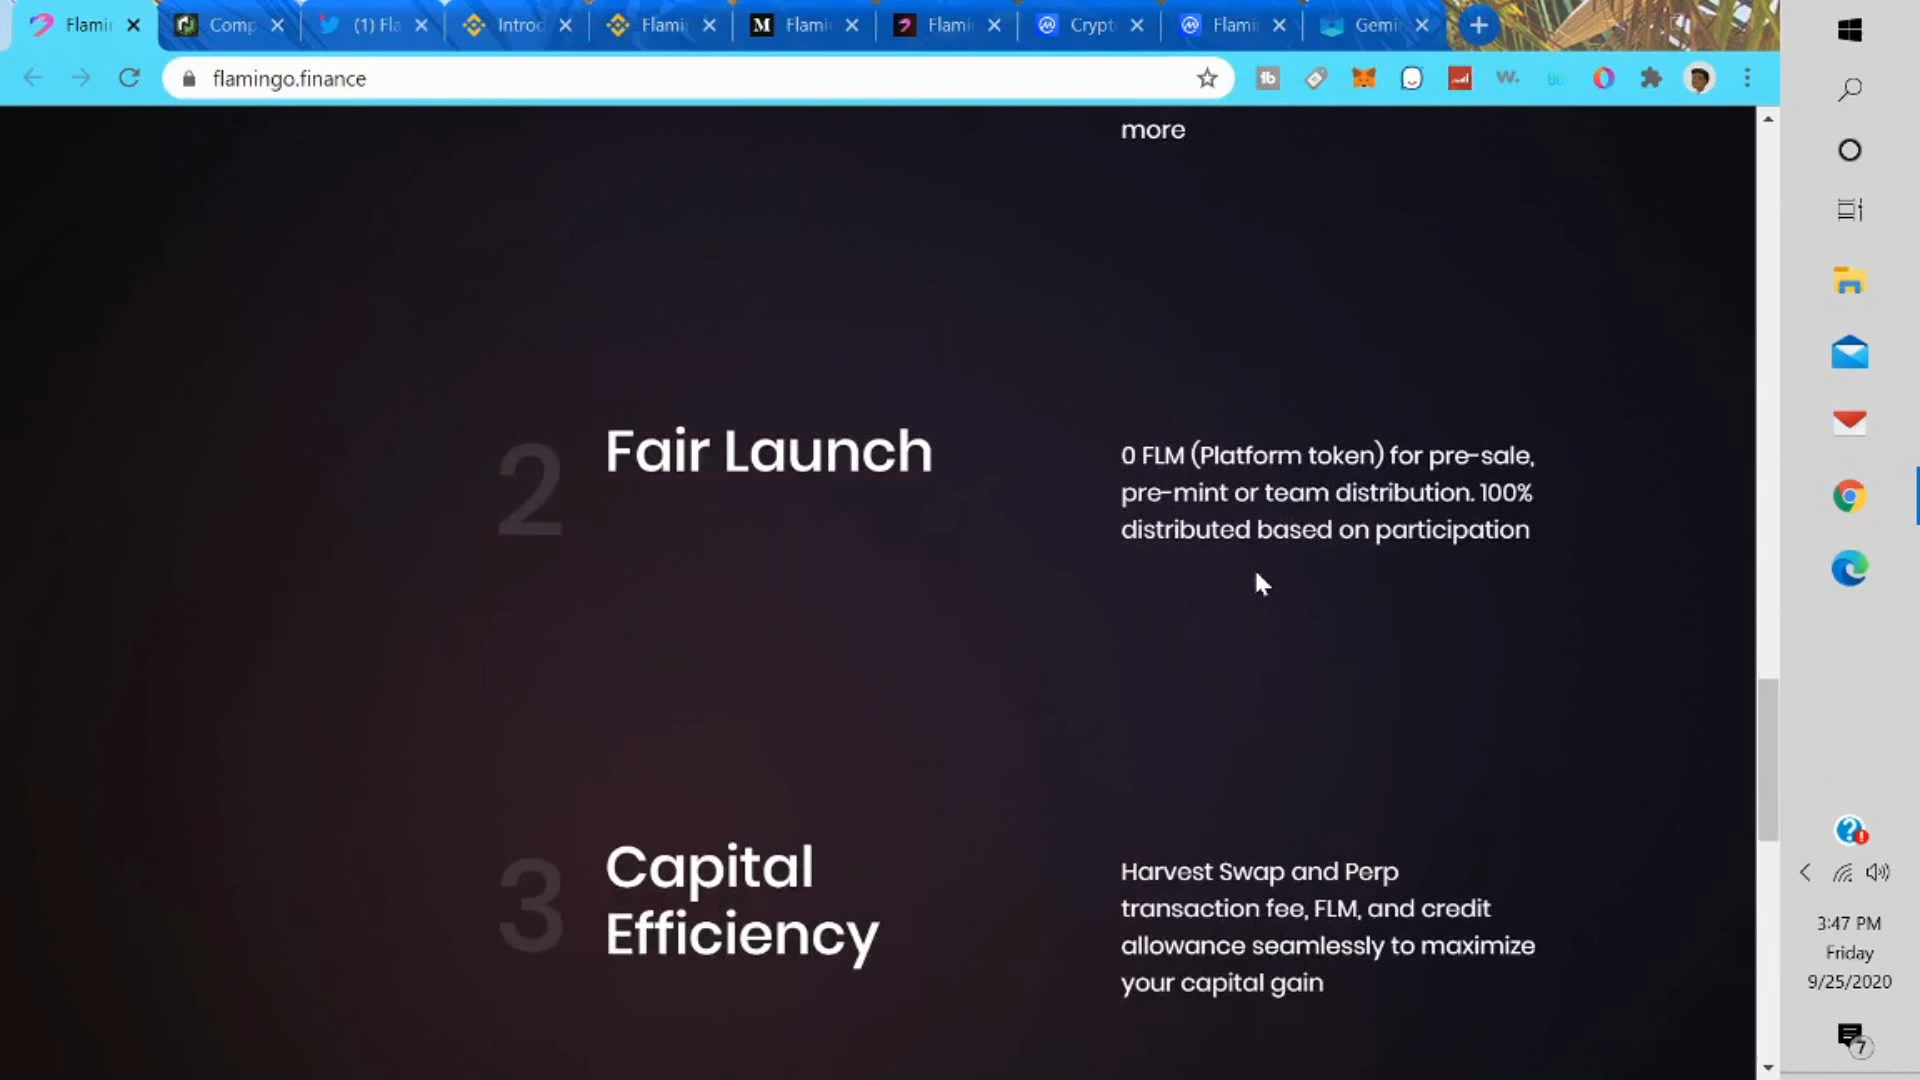 Flamin
Comp
(1) Fla
Introd
Flami
Flami
Flami
Crypt
Flami
Gemi
flamingo.finance
more
2
Fair Launch
0 FLM (Platform token) for pre-sale,
pre-mint or team distribution. 100%
distributed based on participation
3
Capital
Efficiency
Harvest Swap and Perp
transaction fee, FLM, and credit
allowance seamlessly to maximize
your capital gain
3:47 PM
Friday
9/25/2020
7